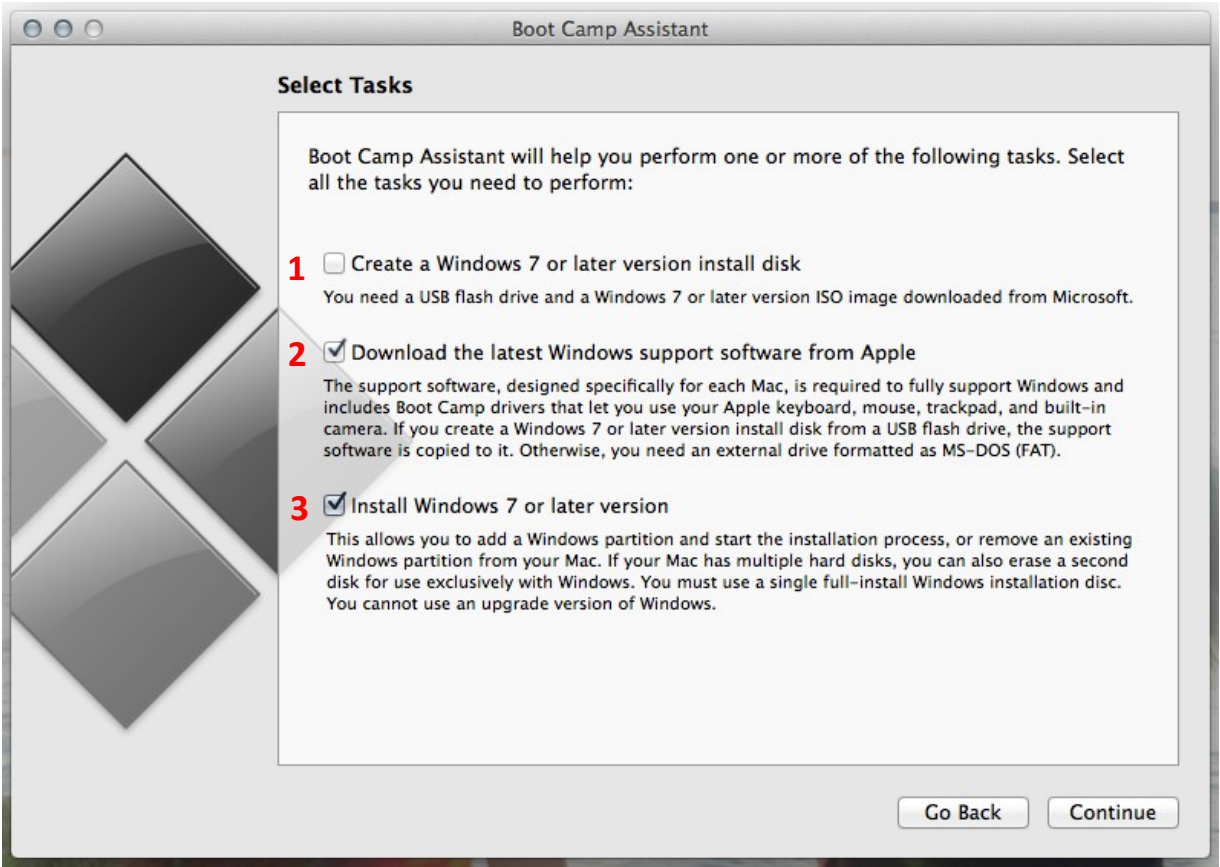 Boot Camp Assistant
Select Tasks
Boot Camp Assistant will help you perform one or more of the following tasks. Select
all the tasks you need to perform:
1 Create a Windows 7 or later version install disk
You need a USB flash drive and a Windows 7 or later version ISO image downloaded from Microsoft.
2 Download the latest Windows support software from Apple
The support software, designed specifically for each Mac, is required to fully support Windows and
includes Boot Camp drivers that let you use your Apple keyboard, mouse, trackpad, and built-in
camera. If you create a Windows 7 or later version install disk from a USB flash drive, the support
software is copied to it. Otherwise, you need an external drive formatted as MS-DOS (FAT).
3 Install Windows 7 or later version
This allows you to add a Windows partition and start the installation process, or remove an existing
Windows partition from your Mac. If your Mac has multiple hard disks, you can also erase a second
disk for use exclusively with Windows. You must use a single full-install Windows installation disc.
You cannot use an upgrade version of Windows.
Go Back Continue